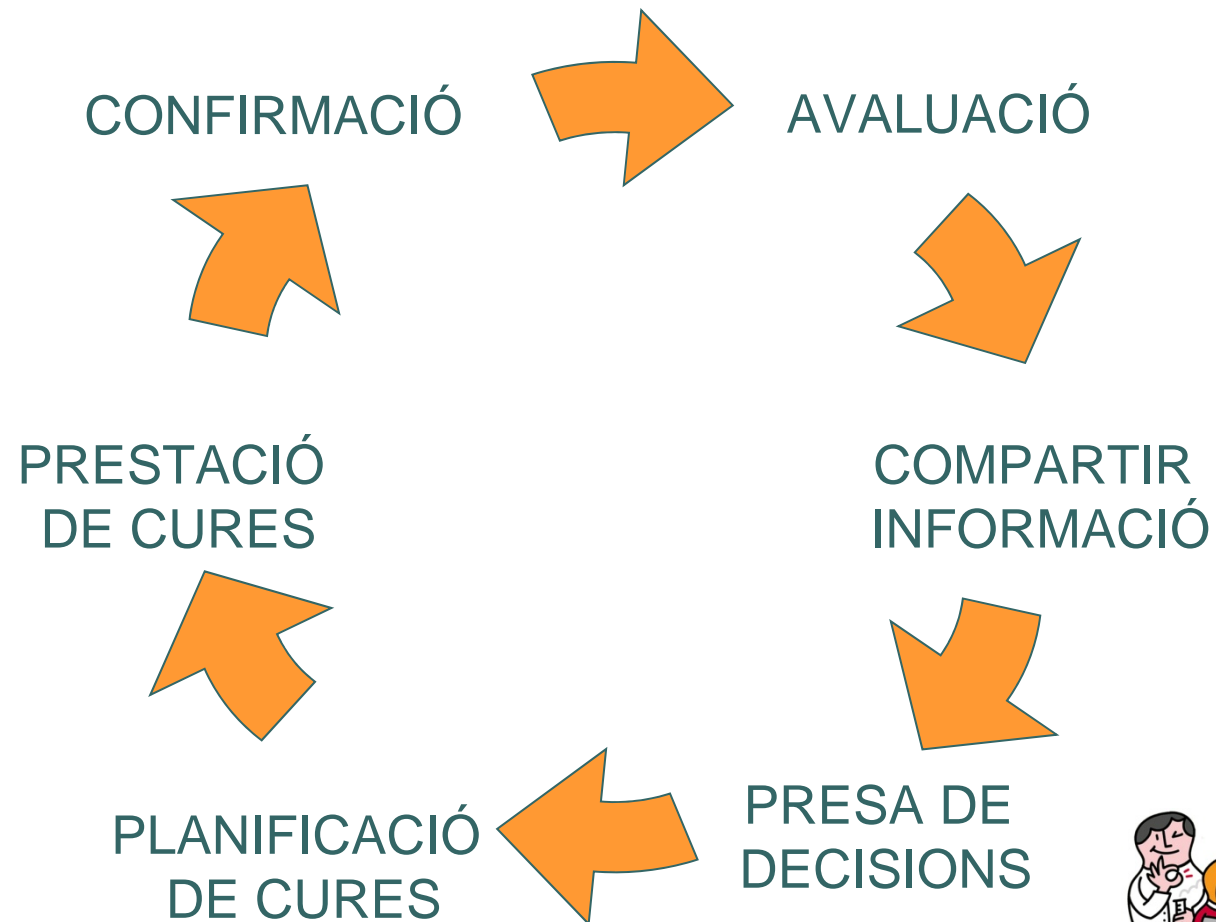 CONFIRMACIÓ
AVALUACIÓ
COMPARTIR
INFORMACIÓ
PRESA DE
DECISIONS
PLANIFICACIÓ
DE CURES
PRESTACIÓ
DE CURES